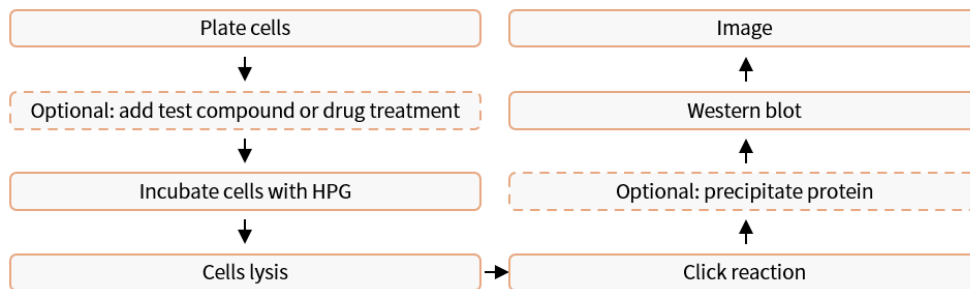 Plate cells
Optional: add test compound or drug treatment
Incubate cells with HPG
Cells lysis
Click reaction
Optional: precipitate protein
Western blot
Image